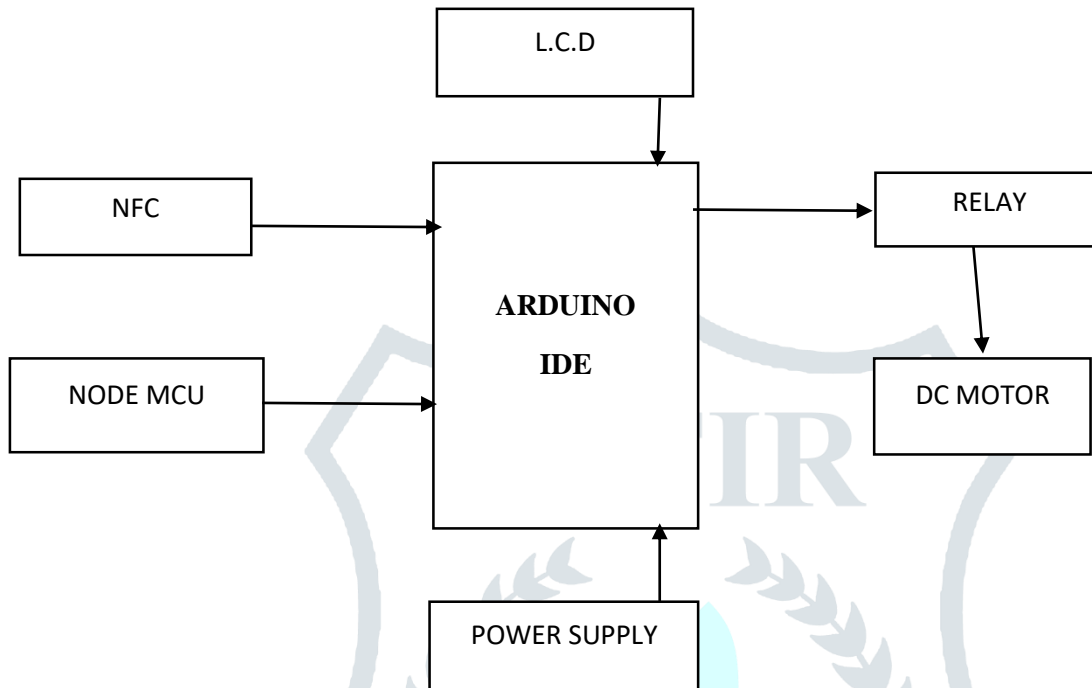 L.C.D
NFC
RELAY
ARDUINO
IDE
NODE MCU
DC MOTOR
POWER SUPPLY